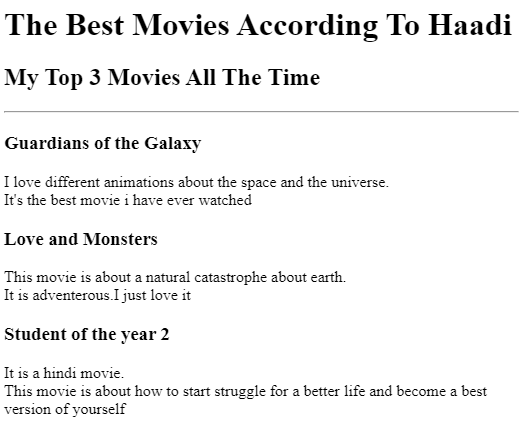 The Best Movies According To Haadi
My Top 3 Movies All The Time
Guardians of the Galaxy
I love different animations about the space and the universe.
It's the best movie i have ever watched
Love and Monsters
This movie is about a natural catastrophe about earth.
It is adventerous.I just love it
Student of the year 2
It is a hindi movie.
This movie is about how to start struggle for a better life and become a best
version of yourself